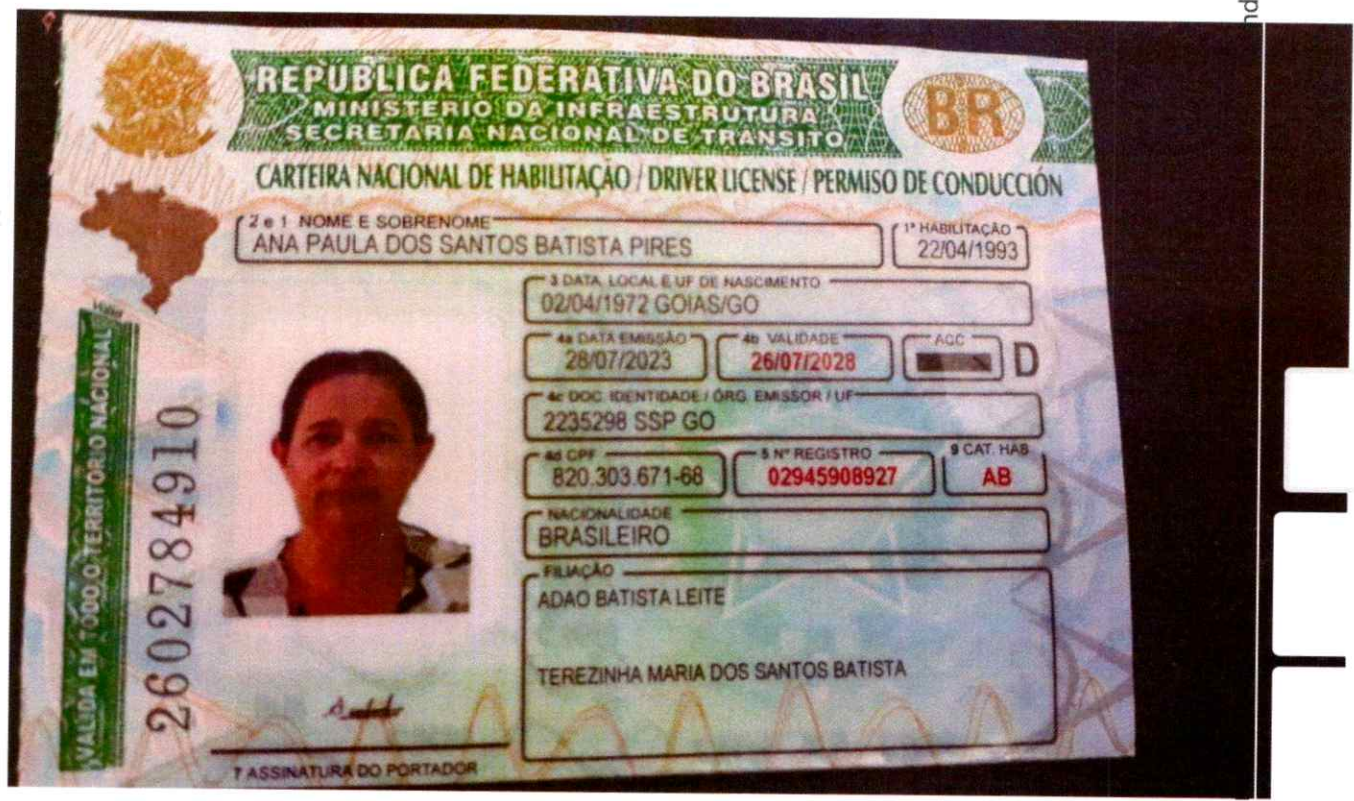 REPÚBLICA FEDERATIVA DO BRASIL
MINISTÉRIO DA INFRAESTRUTURA
SECRETARIA NACIONAL DE TRÂNSITO
BR
CARTEIRA NACIONAL DE HABILITAÇÃO / DRIVER LICENSE / PERMISO DE CONDUCCIÓN
2 e 1 NOME E SOBRENOME
ANA PAULA DOS SANTOS BATISTA PIRES
1ª HABILITAÇÃO
22/04/1993
3 DATA, LOCAL E UF DE NASCIMENTO
02/04/1972 GOIAS/GO
4a DATA EMISSÃO
28/07/2023
4b VALIDADE
26/07/2028
ACC
D
4c DOC. IDENTIDADE / ÓRG. EMISSOR / UF
2235298 SSP GO
4d CPF
820.303.671-68
5 Nº REGISTRO
02945908927
9 CAT. HAB
AB
NACIONALIDADE
BRASILEIRO
FILIAÇÃO
ADAO BATISTA LEITE
TEREZINHA MARIA DOS SANTOS BATISTA
7 ASSINATURA DO PORTADOR
VÁLIDA EM TODO O TERRITÓRIO NACIONAL
2602784910